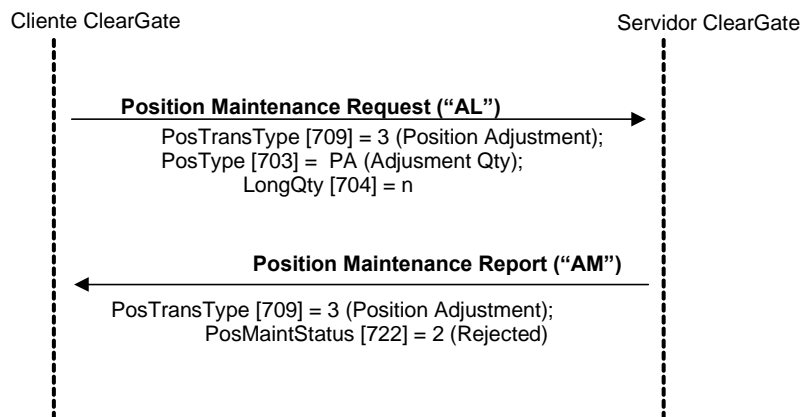 Cliente ClearGate
Servidor ClearGate
Position Maintenance Request (“AL”)
PosTransType [709] = 3 (Position Adjustment);
PosType [703] = PA (Adjusment Qty);
LongQty [704] = n
Position Maintenance Report (“AM”)
PosTransType [709] = 3 (Position Adjustment);
PosMaintStatus [722] = 2 (Rejected)